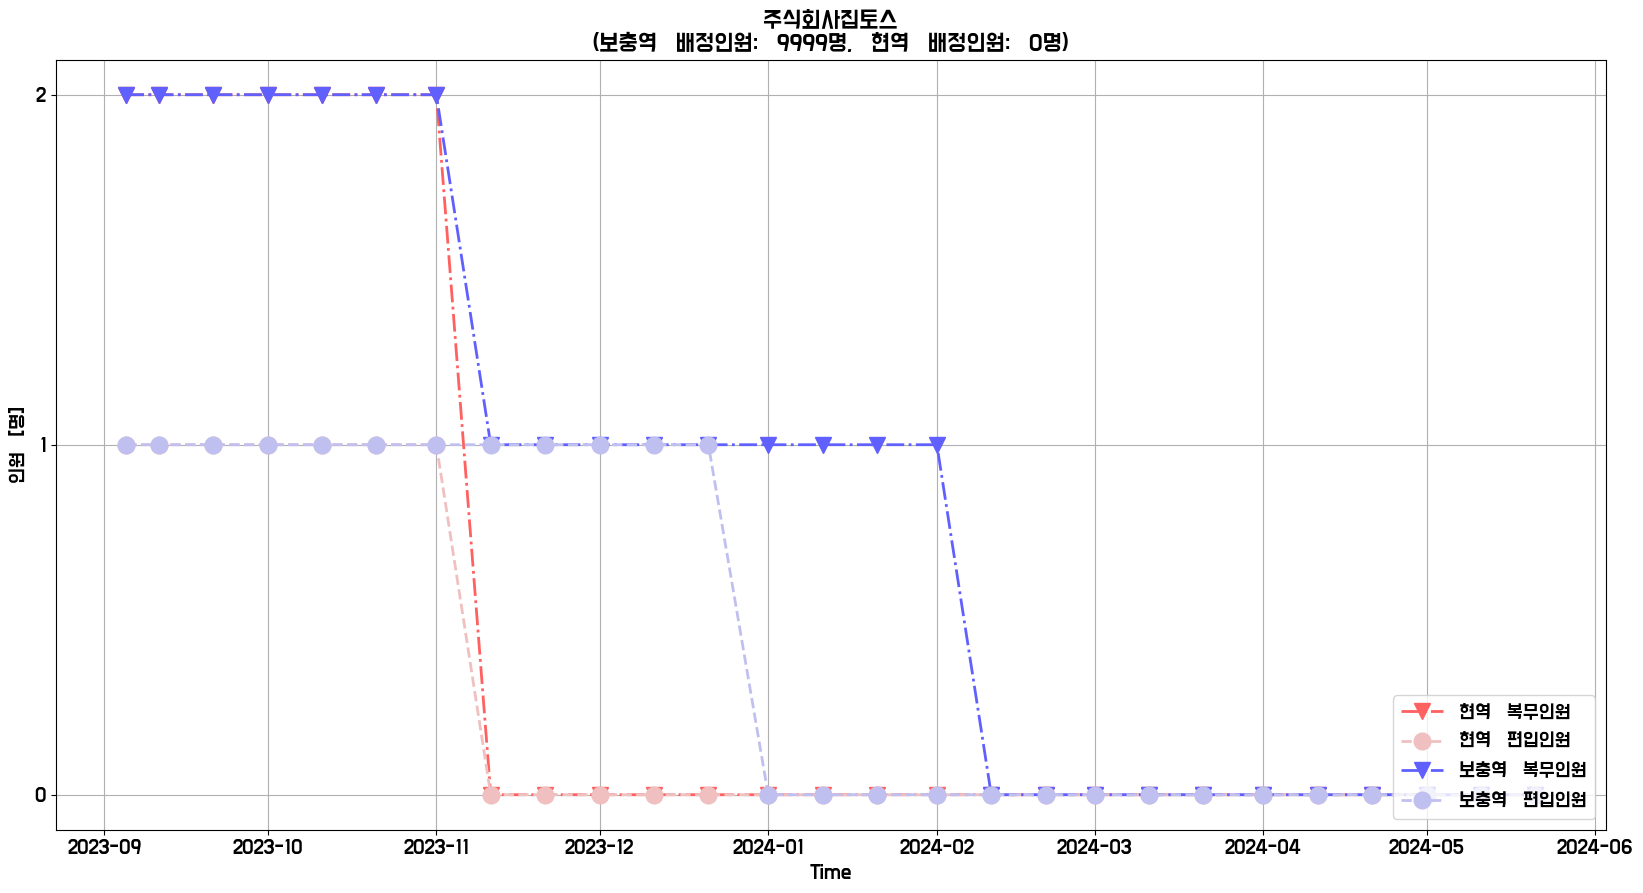 주식회사집토스
(보충역 배정인원: 9999명, 현역 배정인원: 0명)
인원 [명]
2
1
0
2023-09 2023-10 2023-11 2023-12 2024-01 2024-02 2024-03 2024-04 2024-05 2024-06
Time
현역 복무인원
현역 편입인원
보충역 복무인원
보충역 편입인원